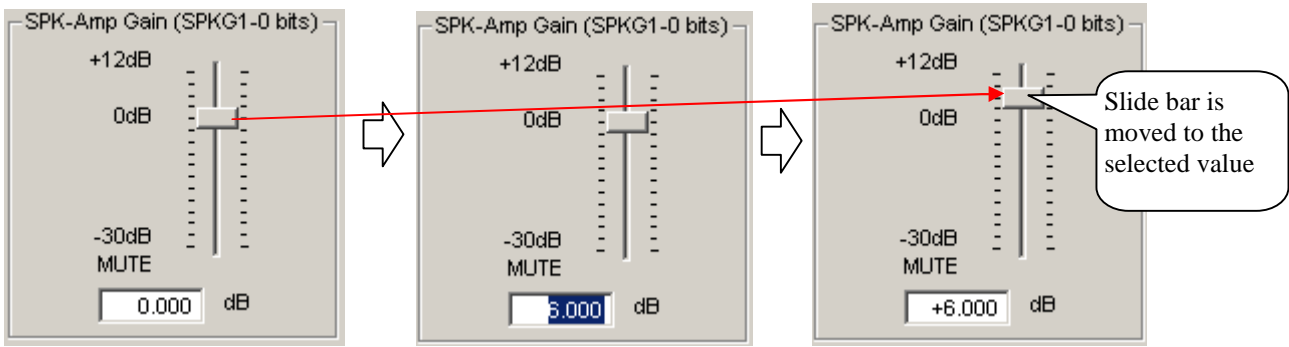 SPK-Amp Gain (SPKG1-0 bits)
+12dB
0dB
-30dB
MUTE
0.000 dB
SPK-Amp Gain (SPKG1-0 bits)
+12dB
0dB
-30dB
MUTE
6.000 dB
SPK-Amp Gain (SPKG1-0 bits)
+12dB
0dB
-30dB
MUTE
+6.000 dB
Slide bar is
moved to the
selected value